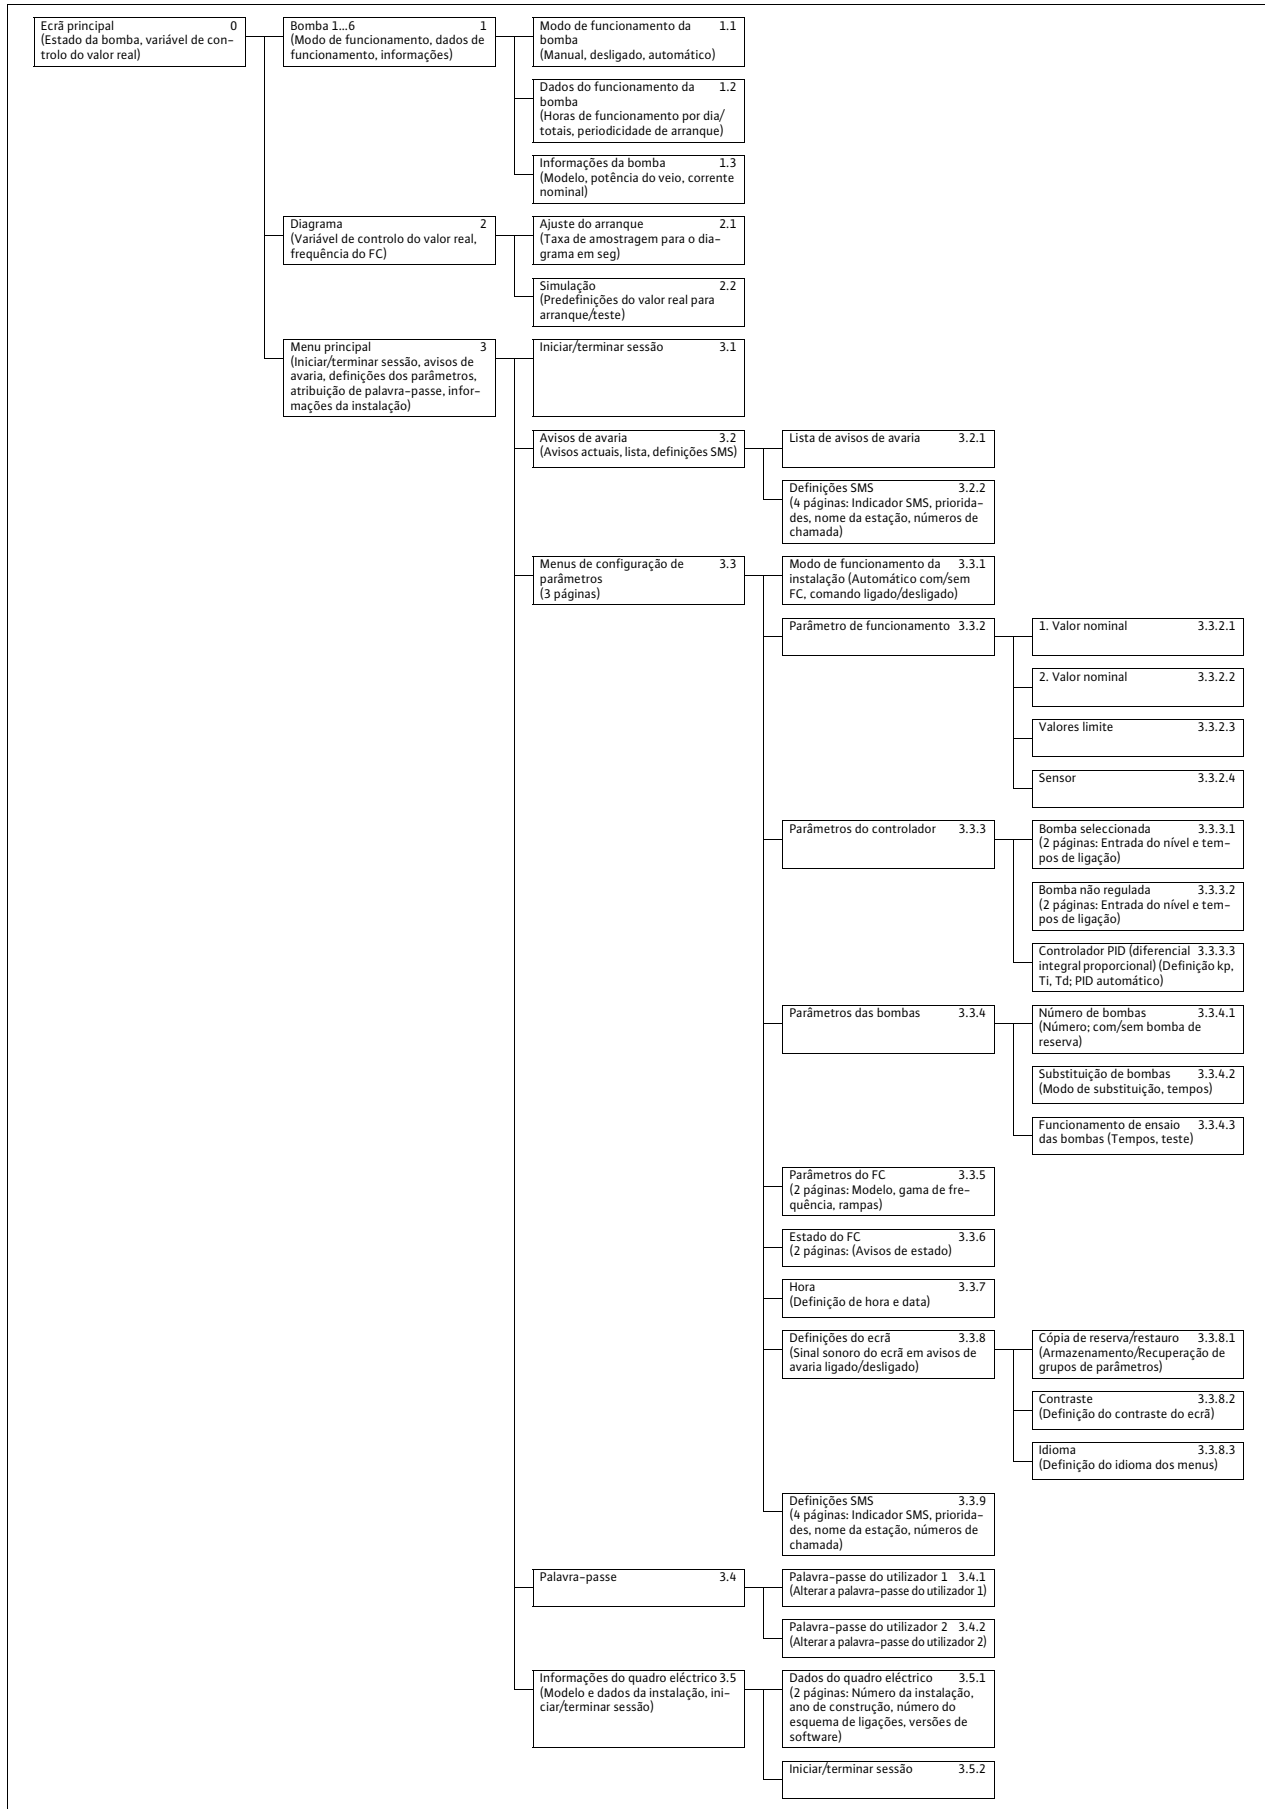 Ecrã principal 0
(Estado da bomba, variável de con-
trolo do valor real)
Bomba 1...6 1
(Modo de funcionamento, dados de
funcionamento, informações)
Modo de funcionamento da 1.1
bomba
(Manual, desligado, automático)
Dados do funcionamento da 1.2
bomba
(Horas de funcionamento por dia/
totais, periodicidade de arranque)
Informações da bomba 1.3
(Modelo, potência do veio, corrente
nominal)
Diagrama 2
(Variável de controlo do valor real,
frequência do FC)
Ajuste do arranque 2.1
(Taxa de amostragem para o dia-
grama em seg)
Simulação 2.2
(Predefinições do valor real para
arranque/teste)
Menu principal 3
(Iniciar/terminar sessão, avisos de
avaria, definições dos parâmetros,
atribuição de palavra-passe, infor-
mações da instalação)
Iniciar/terminar sessão 3.1
Avisos de avaria 3.2
(Avisos actuais, lista, definições SMS)
Lista de avisos de avaria 3.2.1
Definições SMS 3.2.2
(4 páginas: Indicador SMS, priorida-
des, nome da estação, números de
chamada)
Menus de configuração de 3.3
parâmetros
(3 páginas)
Modo de funcionamento da 3.3.1
instalação (Automático com/sem
FC, comando ligado/desligado)
Parâmetro de funcionamento 3.3.2
1. Valor nominal 3.3.2.1
2. Valor nominal 3.3.2.2
Valores limite 3.3.2.3
Sensor 3.3.2.4
Parâmetros do controlador 3.3.3
Bomba seleccionada 3.3.3.1
(2 páginas: Entrada do nível e tem-
pos de ligação)
Bomba não regulada 3.3.3.2
(2 páginas: Entrada do nível e tem-
pos de ligação)
Controlador PID (diferencial 3.3.3.3
integral proporcional) (Definição kp,
Ti, Td; PID automático)
Parâmetros das bombas 3.3.4
Número de bombas 3.3.4.1
(Número; com/sem bomba de
reserva)
Substituição de bombas 3.3.4.2
(Modo de substituição, tempos)
Funcionamento de ensaio 3.3.4.3
das bombas (Tempos, teste)
Parâmetros do FC 3.3.5
(2 páginas: Modelo, gama de fre-
quência, rampas)
Estado do FC 3.3.6
(2 páginas: (Avisos de estado)
Hora 3.3.7
(Definição de hora e data)
Definições do ecrã 3.3.8
(Sinal sonoro do ecrã em avisos de
avaria ligado/desligado)
Cópia de reserva/restauro 3.3.8.1
(Armazenamento/Recuperação de
grupos de parâmetros)
Contraste 3.3.8.2
(Definição do contraste do ecrã)
Idioma 3.3.8.3
(Definição do idioma dos menus)
Definições SMS 3.3.9
(4 páginas: Indicador SMS, priorida-
des, nome da estação, números de
chamada)
Palavra-passe 3.4
Palavra-passe do utilizador 1 3.4.1
(Alterar a palavra-passe do utilizador 1)
Palavra-passe do utilizador 2 3.4.2
(Alterar a palavra-passe do utilizador 2)
Informações do quadro eléctrico 3.5
(Modelo e dados da instalação, ini-
ciar/terminar sessão)
Dados do quadro eléctrico 3.5.1
(2 páginas: Número da instalação,
ano de construção, número do
esquema de ligações, versões de
software)
Iniciar/terminar sessão 3.5.2